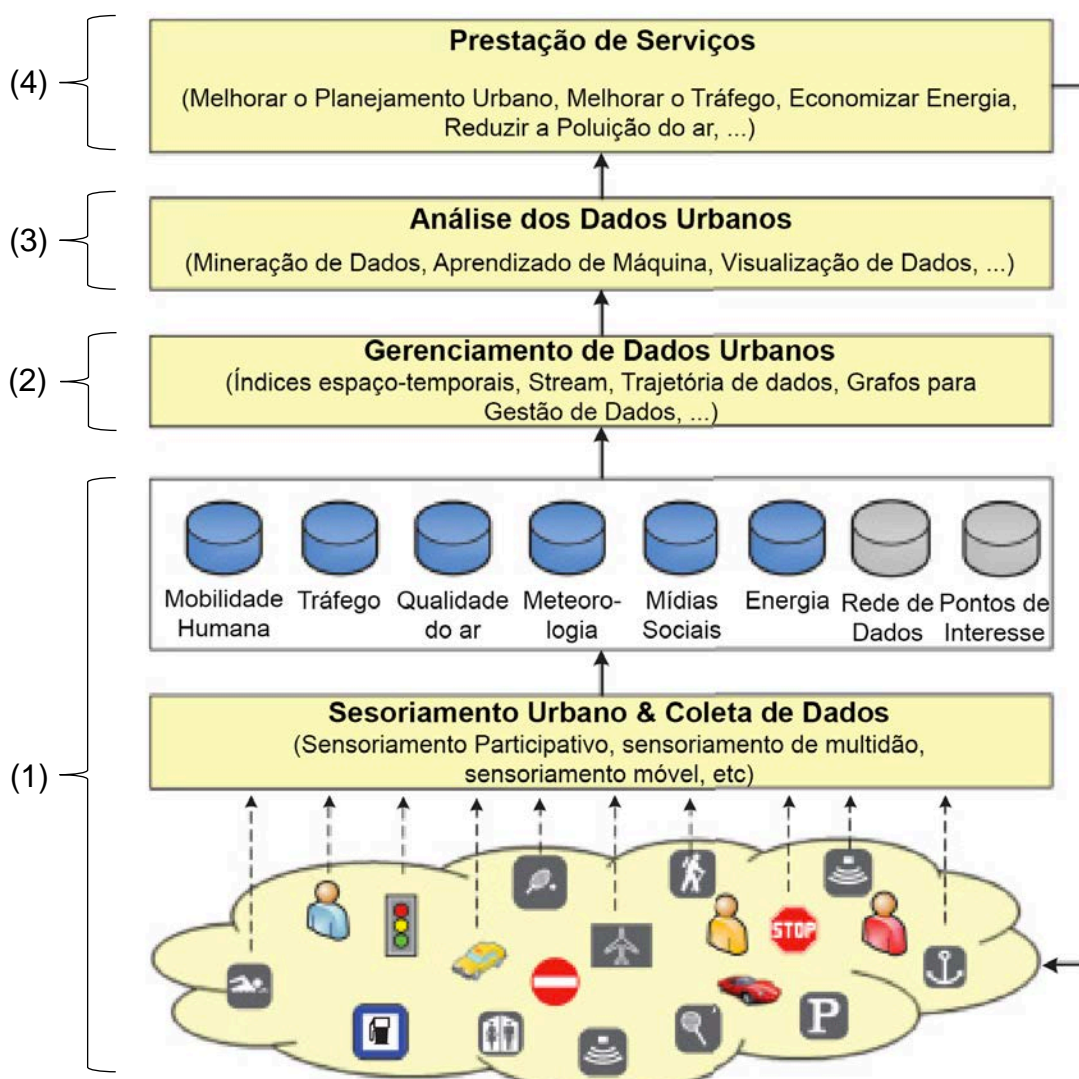 (4)
Prestação de Serviços
(Melhorar o Planejamento Urbano, Melhorar o Tráfego, Economizar Energia,
Reduzir a Poluição do ar, ...)
(3)
Análise dos Dados Urbanos
(Mineração de Dados, Aprendizado de Máquina, Visualização de Dados, ...)
(2)
Gerenciamento de Dados Urbanos
(Índices espaço-temporais, Stream, Trajetória de dados, Grafos para
Gestão de Dados, ...)
(1)
Mobilidade
Humana
Tráfego
Qualidade
do ar
Meteoro-
logia
Mídias
Sociais
Energia
Rede de
Dados
Pontos de
Interesse
Sesoriamento Urbano & Coleta de Dados
(Sensoriamento Participativo, sensoriamento de multidão,
sensoriamento móvel, etc)
STOP
P